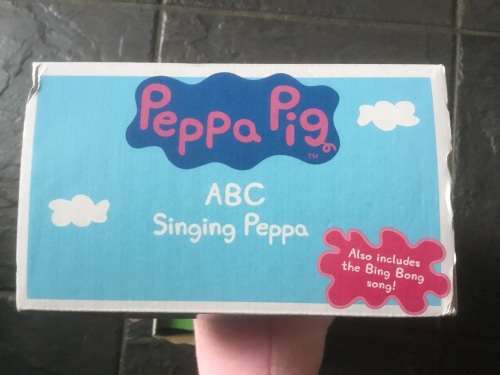 Peppa Pig
TM
ABC
Singing Peppa
Also includes
the Bing Bong
song!